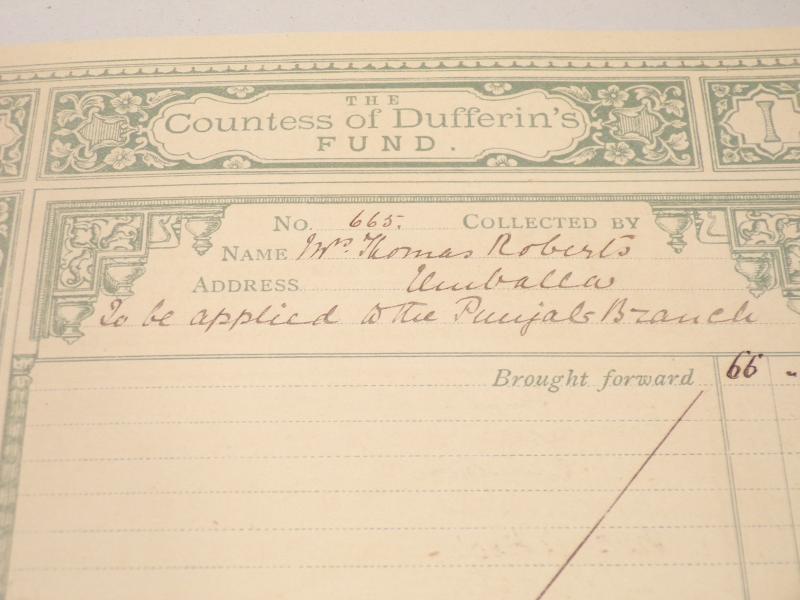 THE
Countess of Dufferin's
FUND.
I
No. 665. COLLECTED BY
NAME Mrs. Thomas Roberts
ADDRESS Umballa
To be applied to the Punjab Branch
Brought forward 66 -